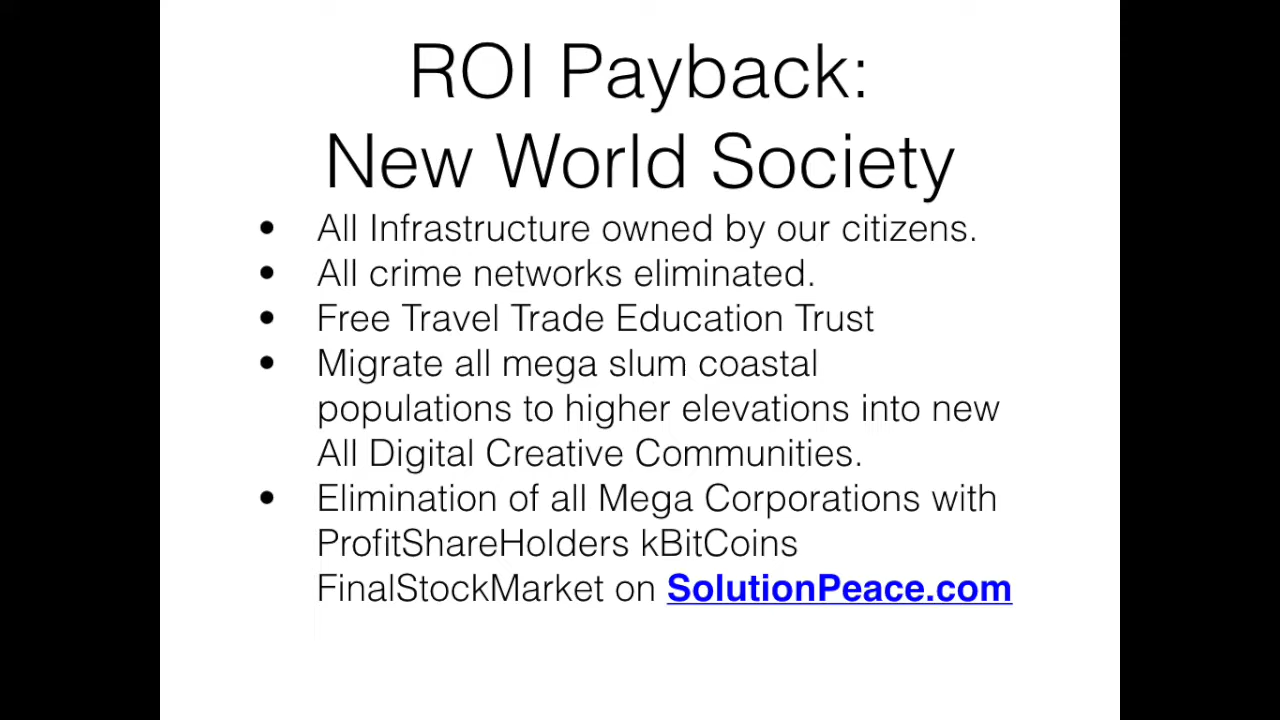 ROI Payback:
New World Society
• All Infrastructure owned by our citizens.
• All crime networks eliminated.
• Free Travel Trade Education Trust
• Migrate all mega slum coastal
populations to higher elevations into new
All Digital Creative Communities.
• Elimination of all Mega Corporations with
ProfitShareHolders kBitCoins
FinalStockMarket on SolutionPeace.com